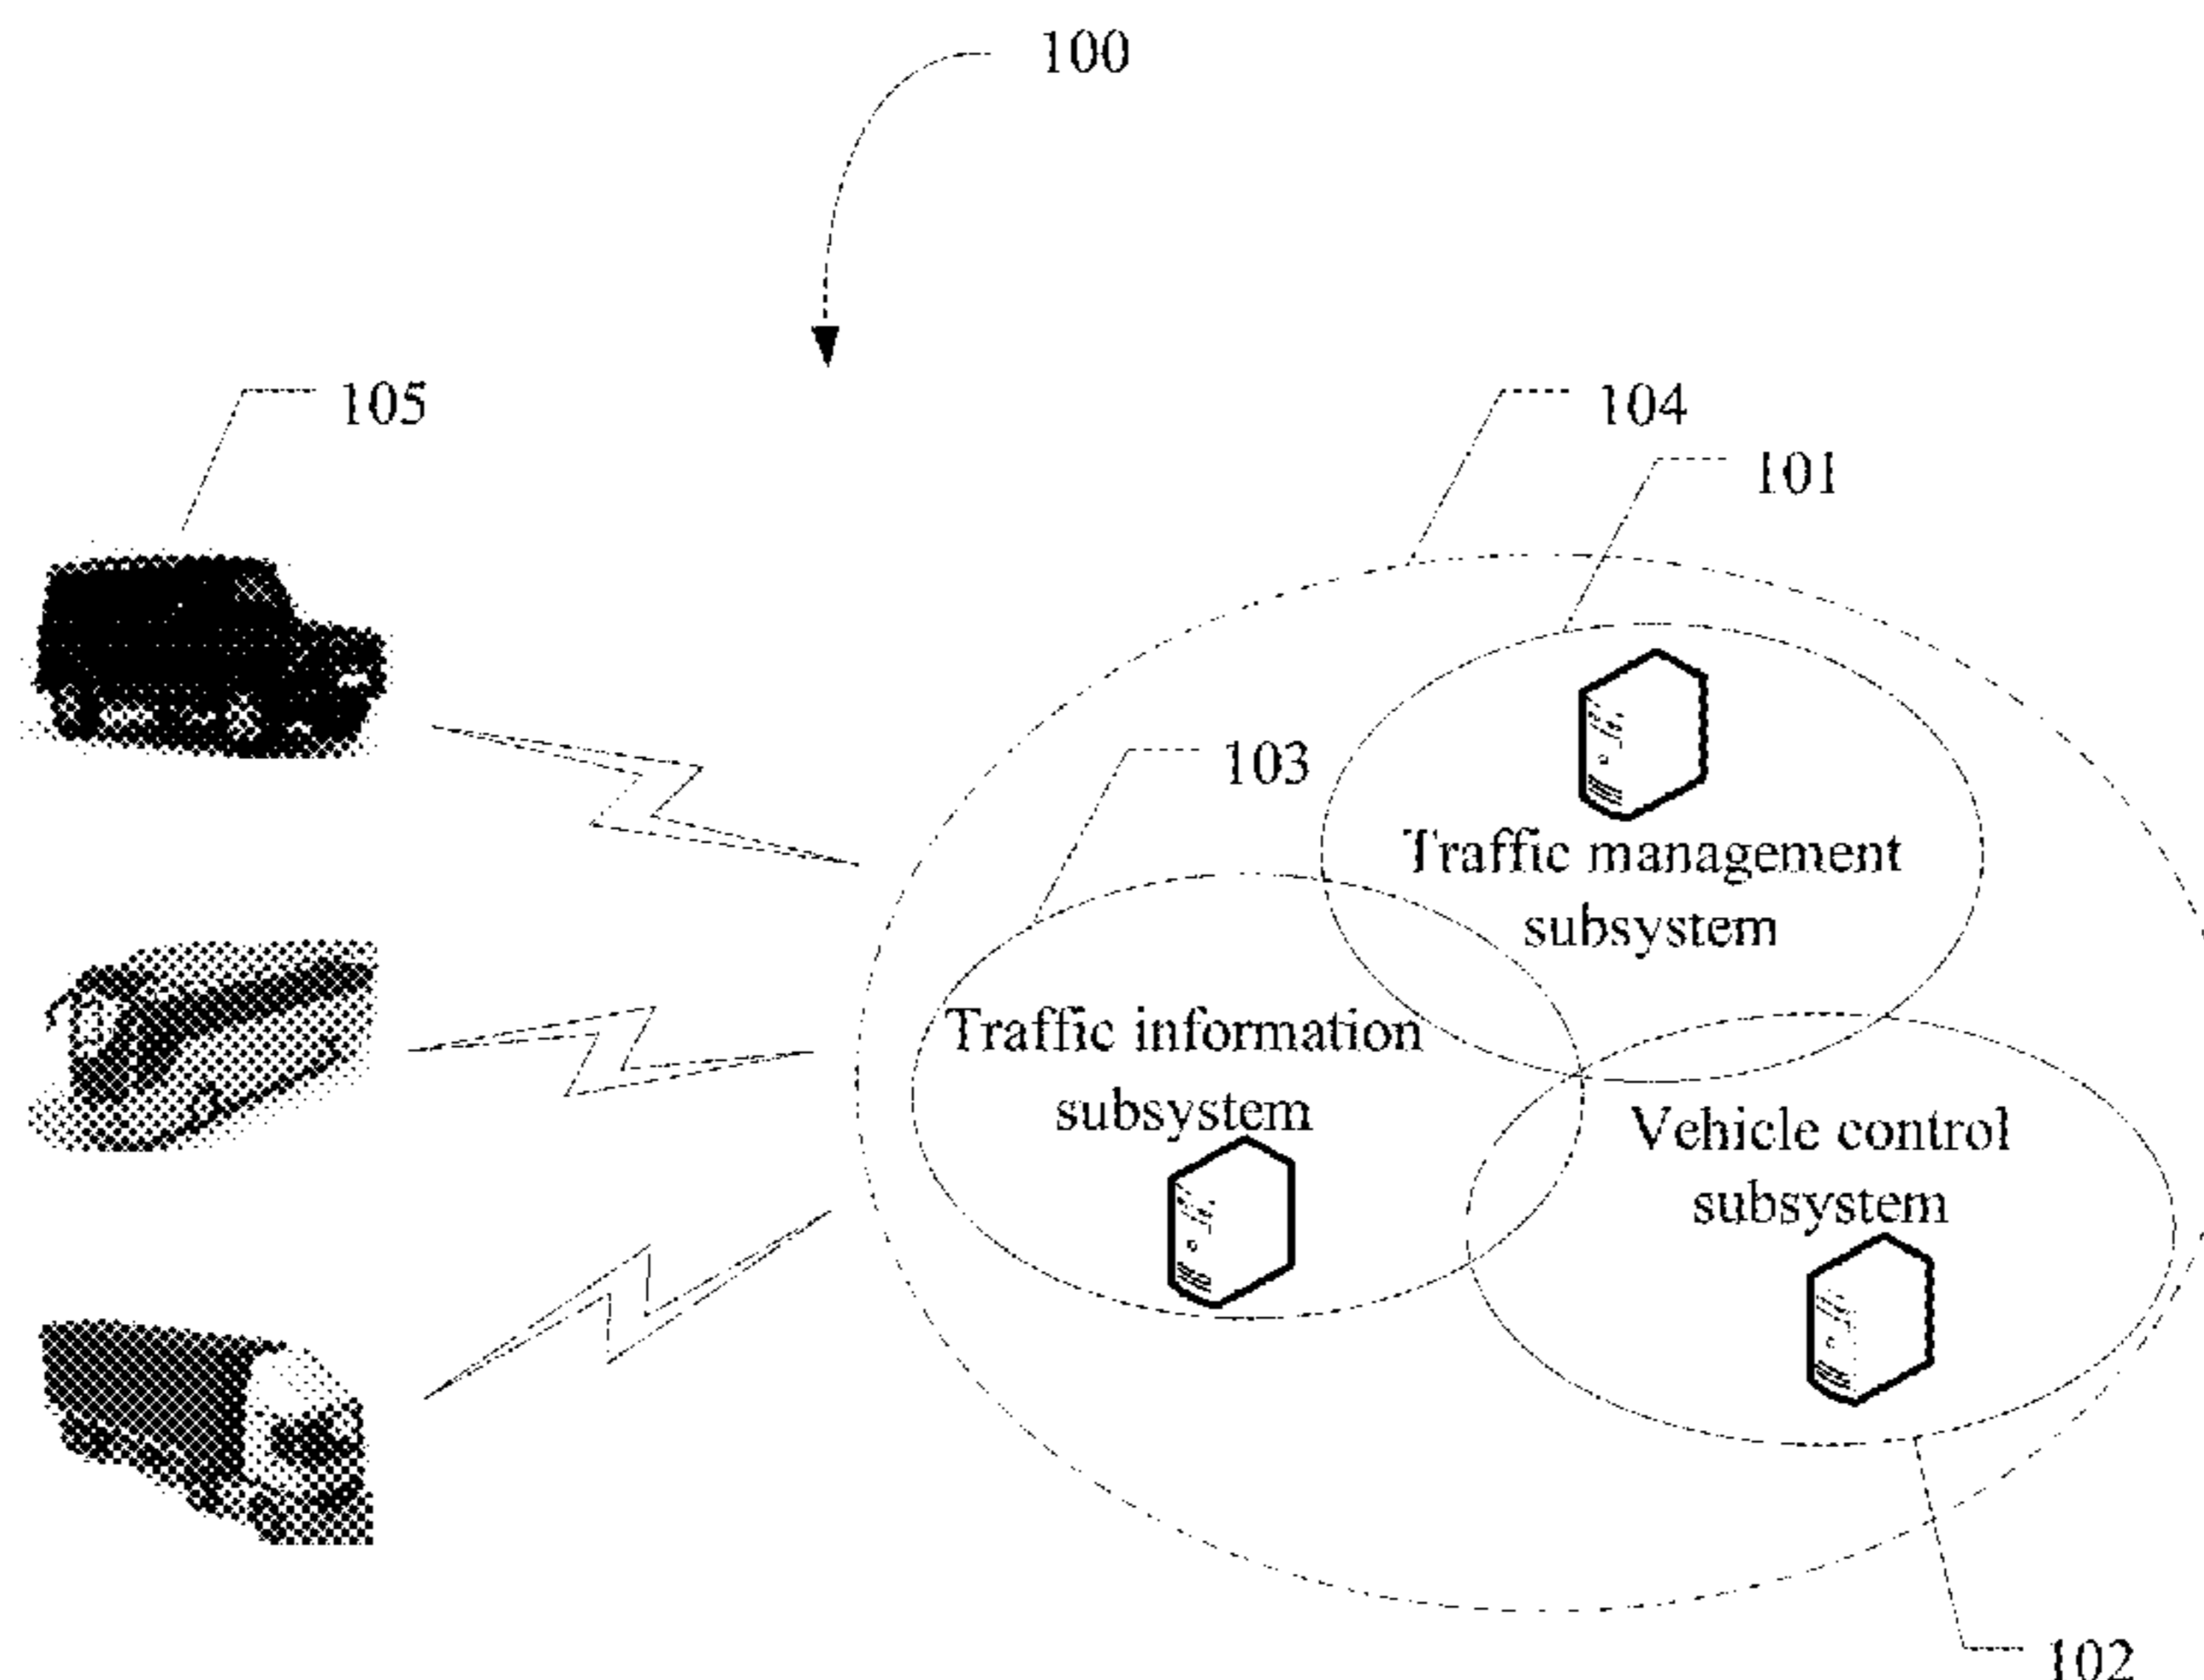 100
105
104
101
103
Traffic management
subsystem
Traffic information
subsystem
Vehicle control
subsystem
102